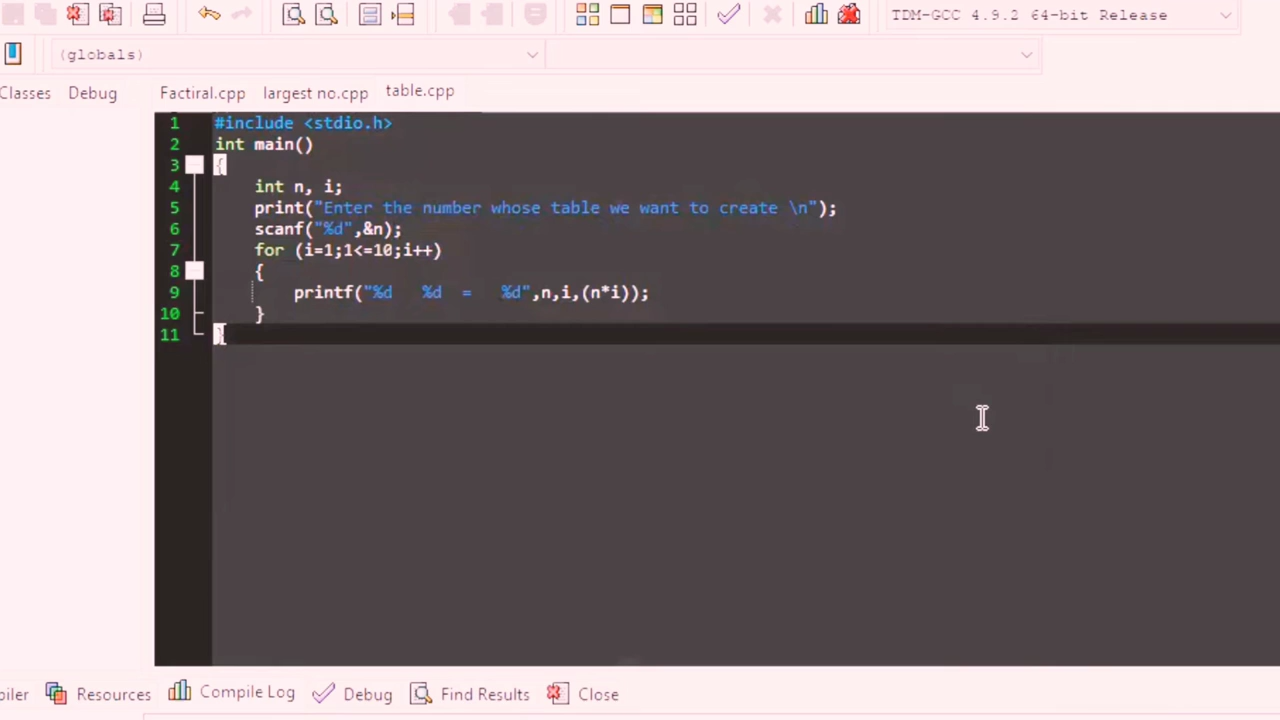 TDM-GCC 4.9.2 64-bit Release
(globals)
Classes Debug Factiral.cpp largest no.cpp table.cpp
1 #include <stdio.h>
2 int main()
3 {
4 int n, i;
5 print("Enter the number whose table we want to create \n");
6 scanf("%d",&n);
7 for (i=1;1<=10;i++)
8 {
9 printf("%d %d = %d",n,i,(n*i));
10 }
11 }
piler Resources Compile Log Debug Find Results Close